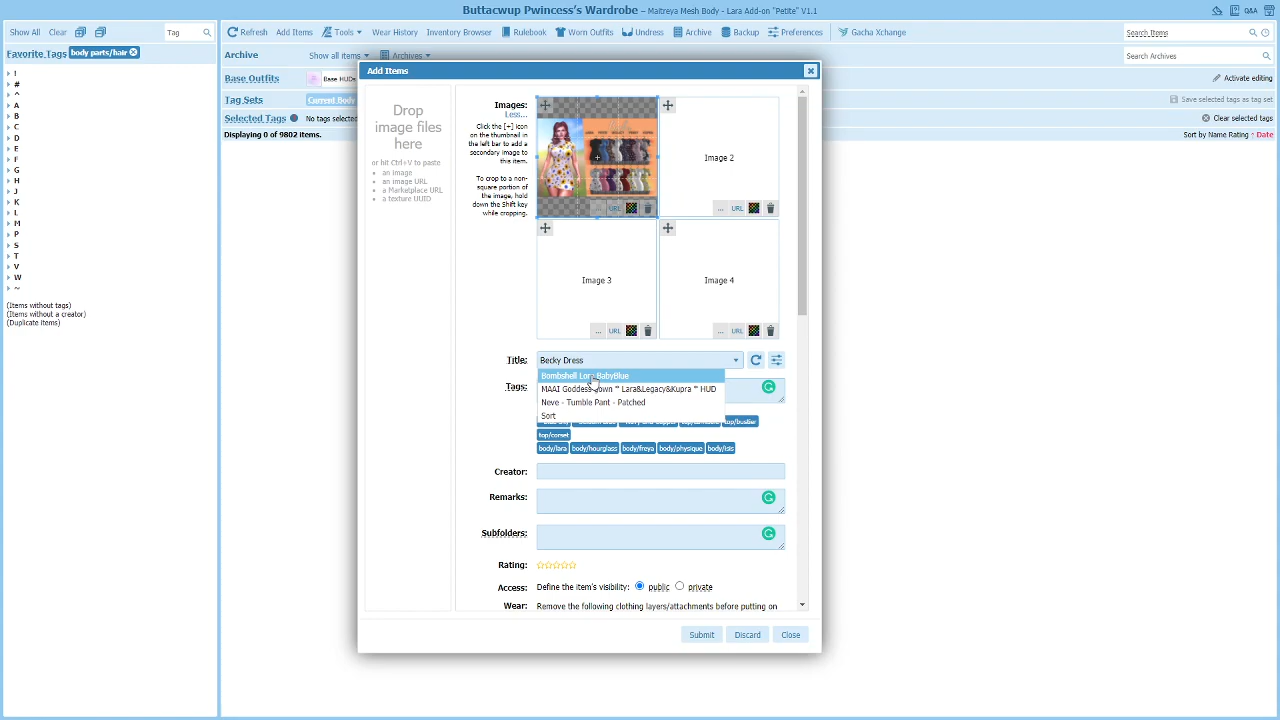 Buttacwup Pwincess's Wardrobe – Maitreya Mesh Body - Lara Add-on "Petite" V1.1
Q&A
Show All Clear Tag
Refresh Add Items Tools Wear History Inventory Browser Rulebook Worn Outfits Undress Archive Backup Preferences Gacha Xchange
Search Items
Favorite Tags body parts/hair
Archive Show all items Archives
Search Archives
Base Outfits Base HUDs
Activate editing
Tag Sets Current Body
Save selected tags as tag set
Selected Tags No tags selected
Clear selected tags
Displaying 0 of 9802 items.
Sort by Name Rating ↑ Date
!
#
^
A
B
C
D
E
F
G
H
J
K
L
M
P
S
T
V
W
~
(Items without tags)
(Items without a creator)
(Duplicate items)
Add Items
Drop
image files
here
or hit Ctrl+V to paste
an image
an image URL
a Marketplace URL
a texture UUID
Images:
Less...
Click the [+] icon
on the thumbnail in
the left bar to add a
secondary image to
this item.
To crop to a non-
square portion of
the image, hold
down the Shift key
while cropping.
... URL
Image 2
... URL
Image 3
... URL
Image 4
... URL
Title: Becky Dress
Bombshell Lory BabyBlue
MAAI Goddess gown * Lara&Legacy&Kupra * HUD
Neve - Tumble Pant - Patched
Sort
Tags:
top/bustier
top/corset
body/lara body/hourglass body/freya body/physique body/isis
Creator:
Remarks:
Subfolders:
Rating:
Access: Define the item's visibility: public private
Wear: Remove the following clothing layers/attachments before putting on
Submit Discard Close